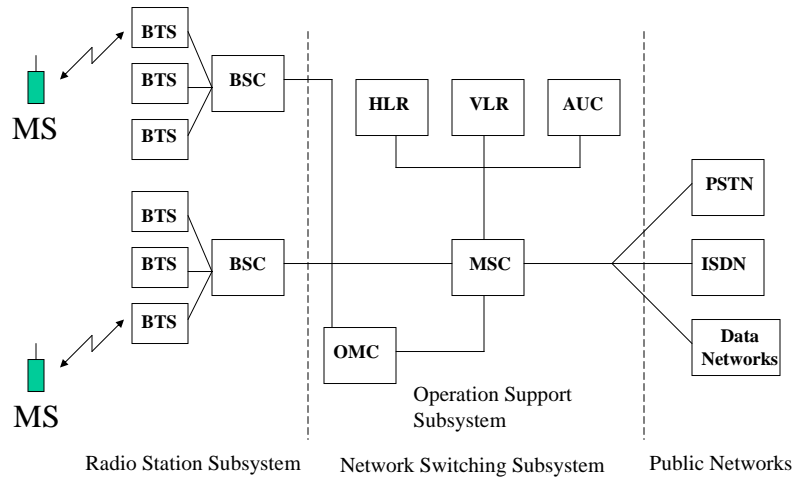 BTS
BTS
BTS
BSC
MS
HLR
VLR
AUC
PSTN
BTS
BTS
BTS
BSC
MSC
ISDN
MS
OMC
Data
Networks
Operation Support
Subsystem
Radio Station Subsystem
Network Switching Subsystem
Public Networks